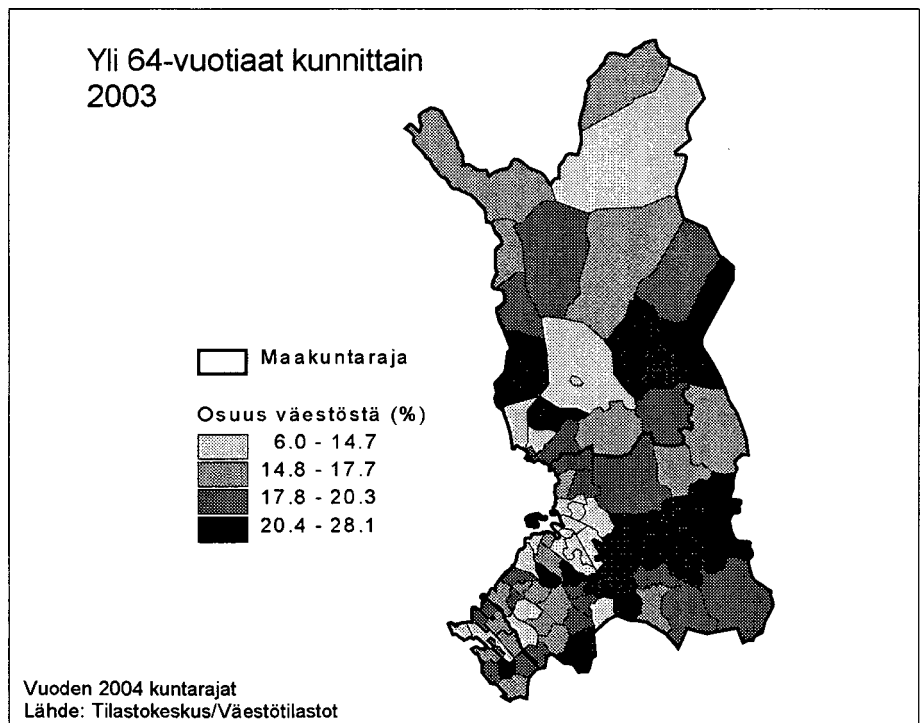 Yli 64-vuotiaat kunnittain
2003
Maakuntaraja
Osuus väestöstä (%)
6.0 - 14.7
14.8 - 17.7
17.8 - 20.3
20.4 - 28.1
Vuoden 2004 kuntarajat
Lähde: Tilastokeskus/Väestötilastot